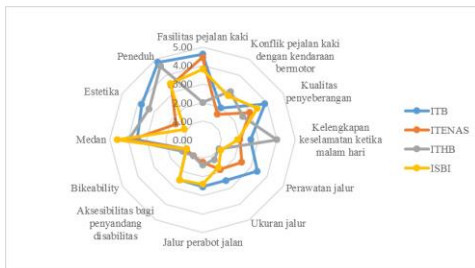 Fasilitas pejalan kaki
5.00
4.00
3.00
2.00
1.00
0.00
Konflik pejalan kaki
dengan kendaraan
bermotor
Kualitas
penyeberangan
Kelengkapan
keselamatan ketika
malam hari
Perawatan jalur
Ukuran jalur
Jalur perabot jalan
Aksesibilitas bagi
penyandang
disabilitas
Bikeability
Medan
Estetika
Peneduh
ITB
ITENAS
ITHB
ISBI